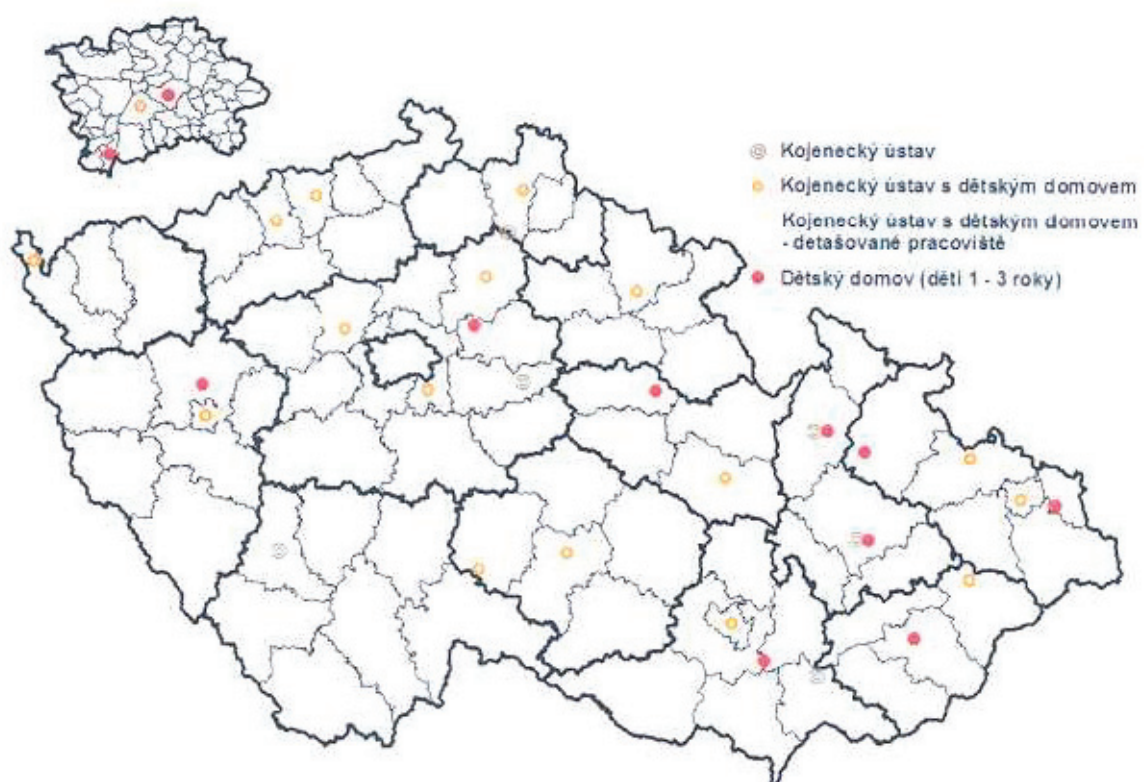 Kojenecký ústav
Kojenecký ústav s dětským domovem
Kojenecký ústav s dětským domovem
- detašované pracoviště
Dětský domov (děti 1 - 3 roky)